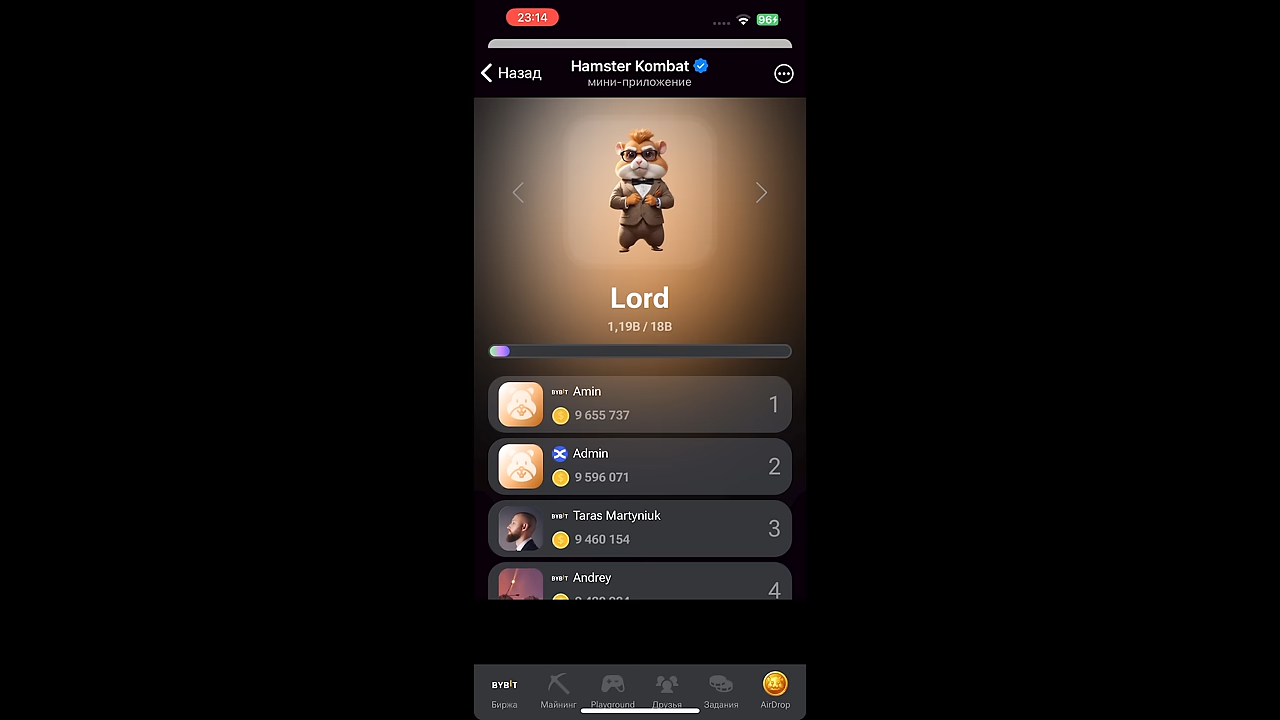 23:14
96
Назад
Hamster Kombat
мини-приложение
Lord
1,19B / 18B
BYBIT Amin
9 655 737
1
Admin
9 596 071
2
BYBIT Taras Martyniuk
9 460 154
3
BYBIT Andrey
4
BYBIT
Биржа
Майнинг
Playground
Друзья
Задания
AirDrop